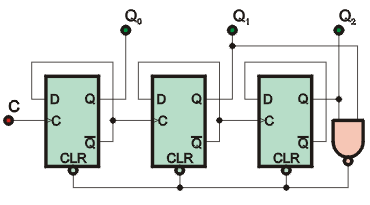 Q0 Q1 Q2
D Q D Q D Q
C C C C
Q Q Q
CLR CLR CLR